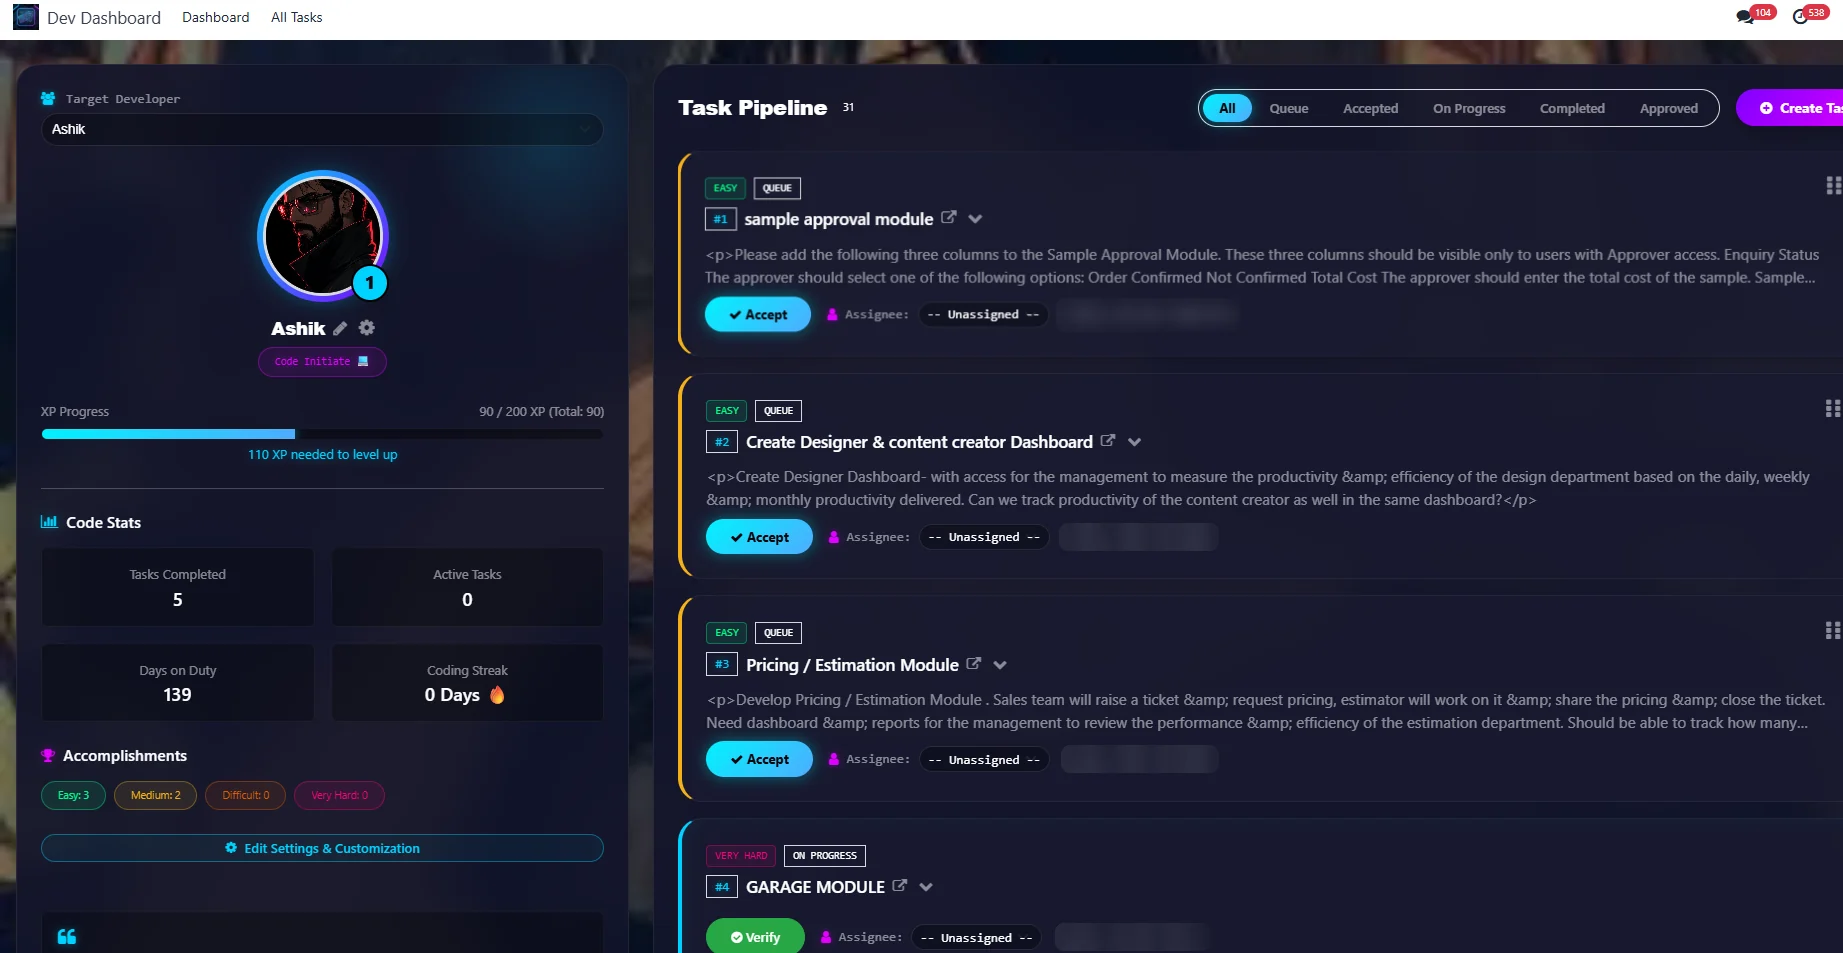 Dev Dashboard
Dashboard
All Tasks
104
538
Target Developer
Ashik
1
Ashik
Code Initiate
XP Progress
90 / 200 XP (Total: 90)
110 XP needed to level up
Code Stats
Tasks Completed
5
Active Tasks
0
Days on Duty
139
Coding Streak
0 Days
Accomplishments
Easy: 3
Medium: 2
Difficult: 0
Very Hard: 0
Edit Settings & Customization
Task Pipeline
31
All
Queue
Accepted
On Progress
Completed
Approved
Create Tas
EASY
QUEUE
#1
sample approval module
<p>Please add the following three columns to the Sample Approval Module. These three columns should be visible only to users with Approver access. Enquiry Status
The approver should select one of the following options: Order Confirmed Not Confirmed Total Cost The approver should enter the total cost of the sample. Sample...
Accept
Assignee:
-- Unassigned --
EASY
QUEUE
#2
Create Designer & content creator Dashboard
<p>Create Designer Dashboard- with access for the management to measure the productivity &amp; efficiency of the design department based on the daily, weekly
&amp; monthly productivity delivered. Can we track productivity of the content creator as well in the same dashboard?</p>
Accept
Assignee:
-- Unassigned --
EASY
QUEUE
#3
Pricing / Estimation Module
<p>Develop Pricing / Estimation Module . Sales team will raise a ticket &amp; request pricing, estimator will work on it &amp; share the pricing &amp; close the ticket.
Need dashboard &amp; reports for the management to review the performance &amp; efficiency of the estimation department. Should be able to track how many...
Accept
Assignee:
-- Unassigned --
VERY HARD
ON PROGRESS
#4
GARAGE MODULE
Verify
Assignee:
-- Unassigned --